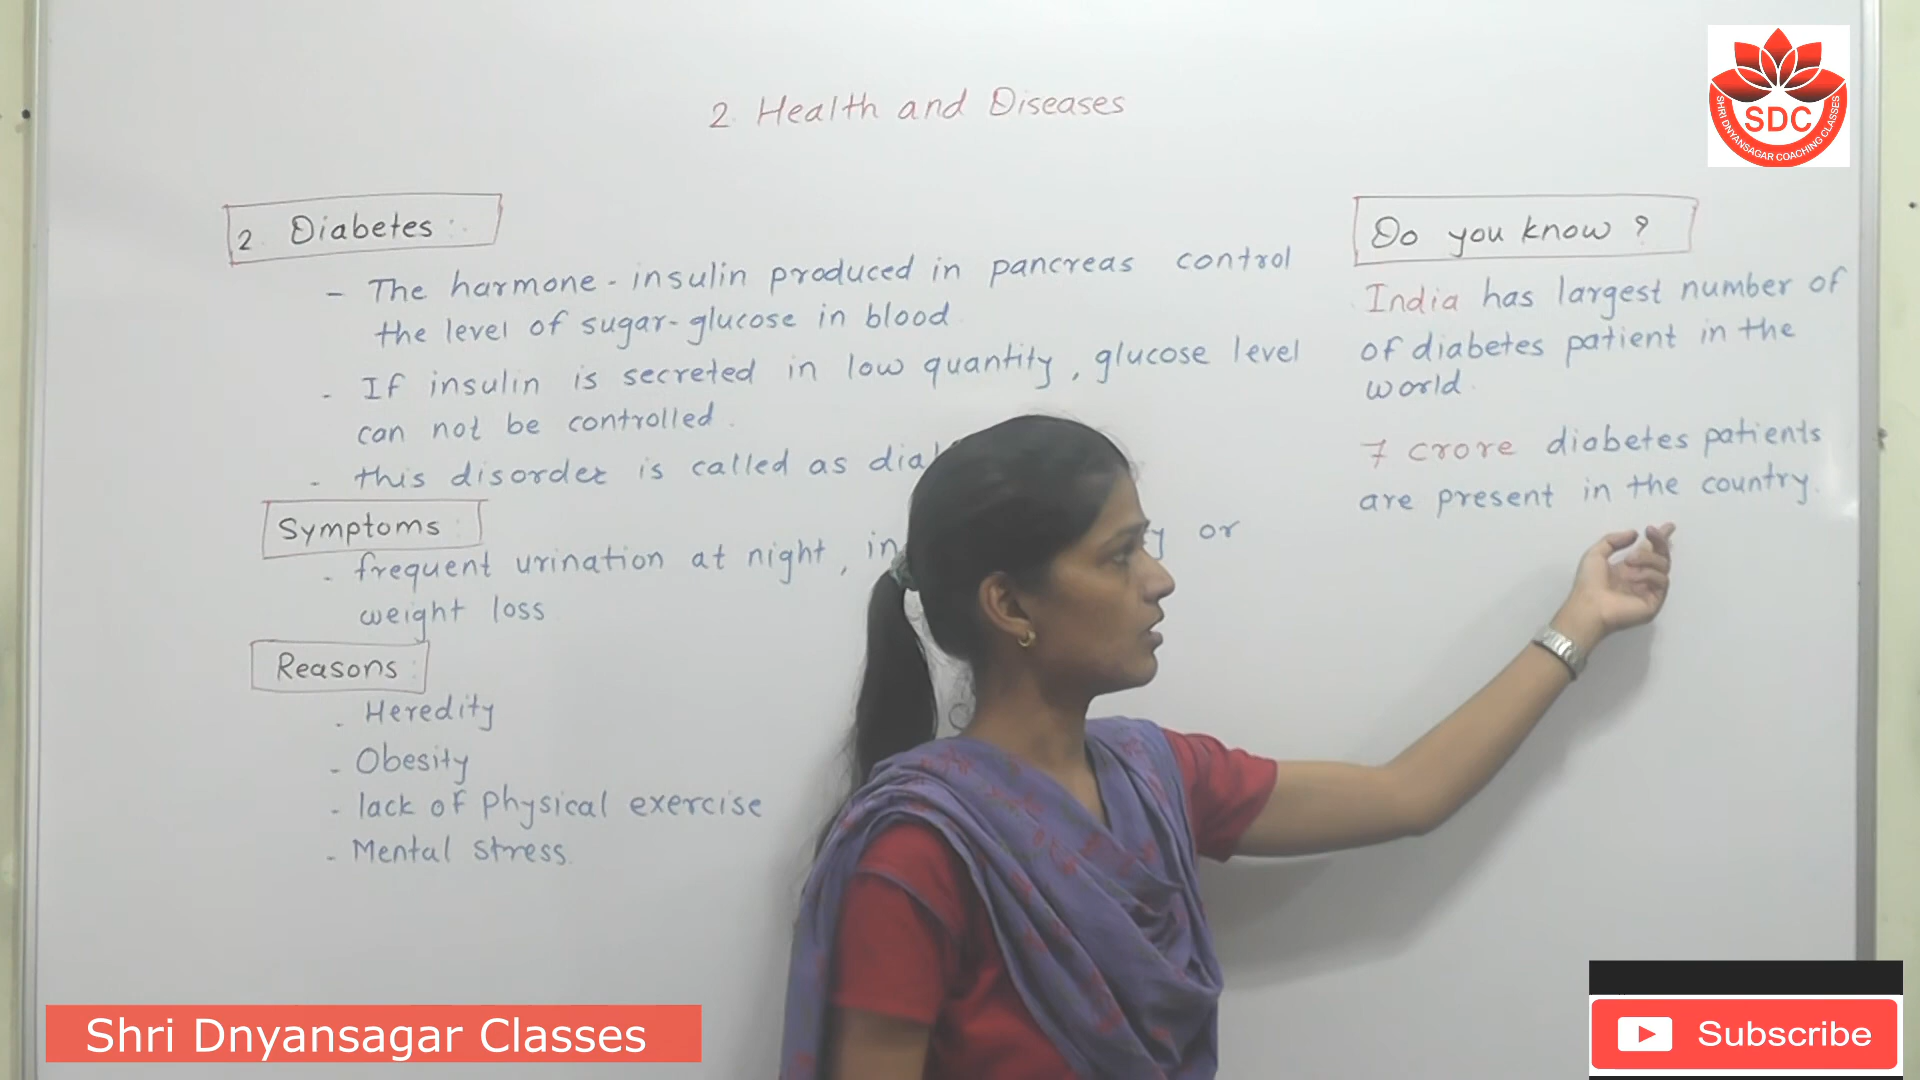 2. Health and Diseases
2. Diabetes :-
- The harmone - insulin produced in pancreas control
the level of sugar-glucose in blood
- If insulin is secreted in low quantity, glucose level
can not be controlled.
- this disorder is called as
Symptoms :
- frequent urination at night, or
weight loss
Reasons :
- Heredity
- Obesity
- lack of physical exercise
- Mental stress.
Do you know ?
India has largest number of
of diabetes patient in the
world.
7 crore diabetes patients
are present in the country.
SDC
SHRI DNYANSAGAR COACHING CLASSES
Shri Dnyansagar Classes
Subscribe